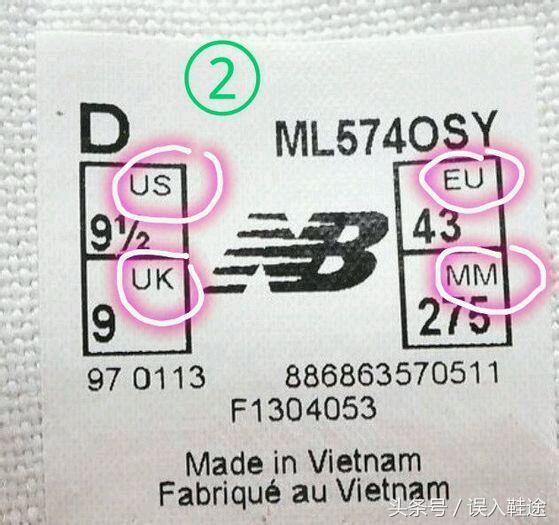 ②
D ML574OSY
US EU
9½ 43
UK NB MM
9 275
97 0113 886863570511
F1304053
Made in Vietnam
Fabriqué au Vietnam
头条号／误入鞋途